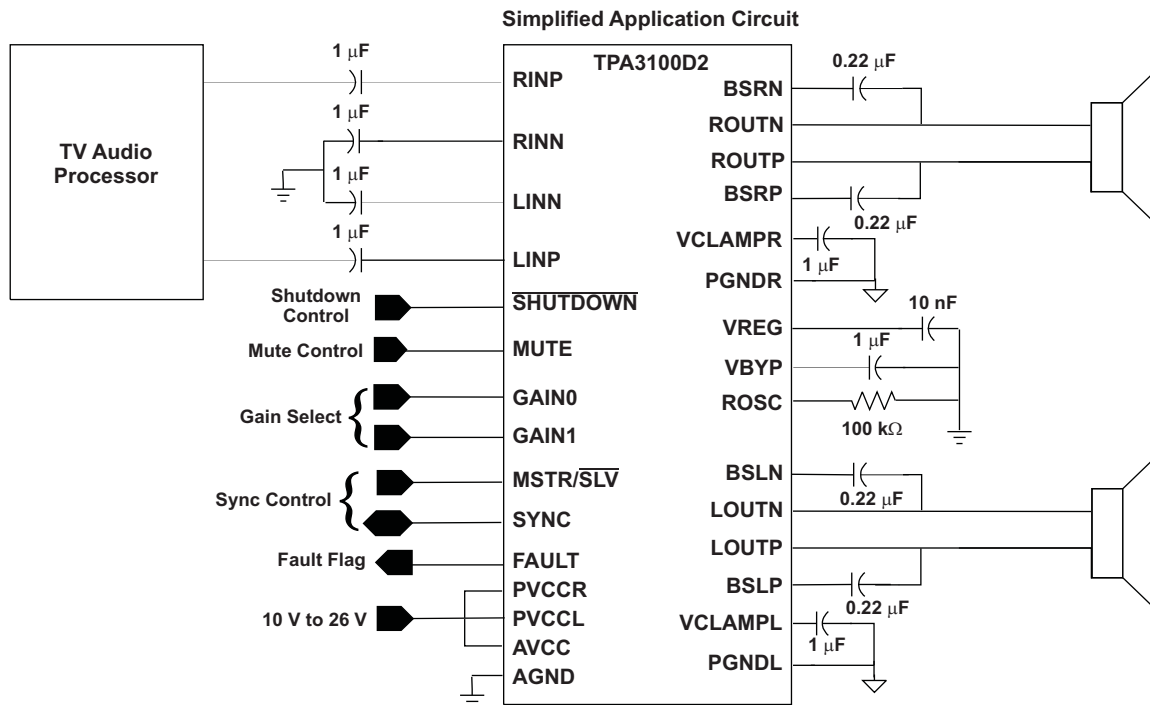 Simplified Application Circuit
TV Audio
Processor
1 μF
1 μF
1 μF
1 μF
Shutdown
Control
Mute Control
Gain Select
Sync Control
Fault Flag
10 V to 26 V
TPA3100D2
RINP
RINN
LINN
LINP
SHUTDOWN
MUTE
GAIN0
GAIN1
MSTR/SLV
SYNC
FAULT
PVCCR
PVCCL
AVCC
AGND
BSRN
ROUTN
ROUTP
BSRP
VCLAMPR
PGNDR
VREG
VBYP
ROSC
BSLN
LOUTN
LOUTP
BSLP
VCLAMPL
PGNDL
0.22 μF
0.22 μF
1 μF
10 nF
1 μF
100 kΩ
0.22 μF
0.22 μF
1 μF